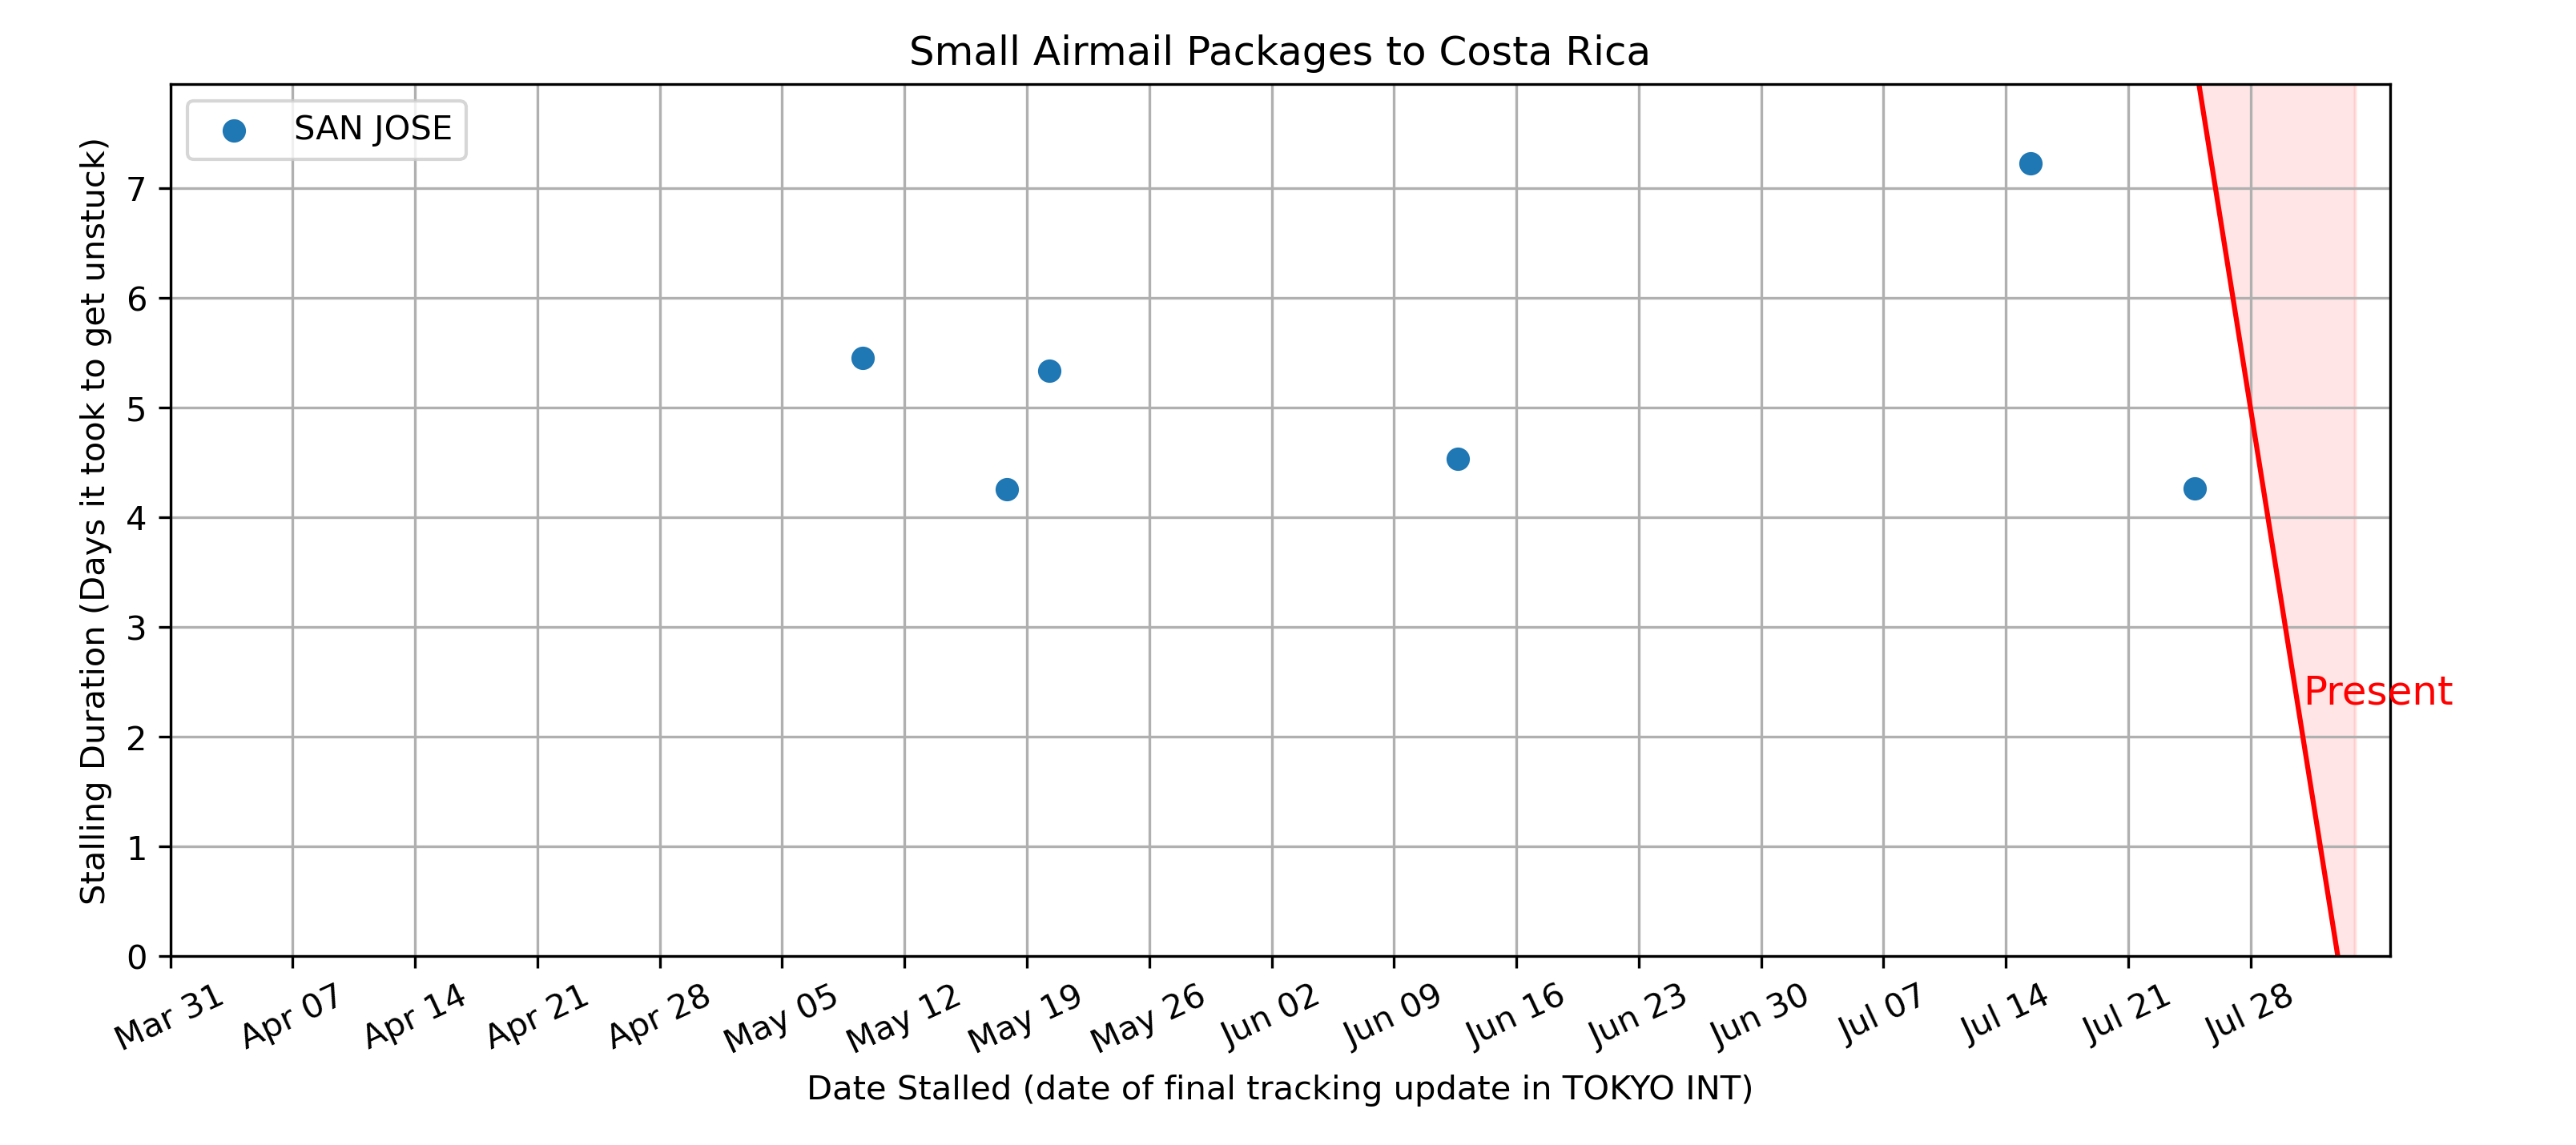 Small Airmail Packages to Costa Rica
SAN JOSE
Stalling Duration (Days it took to get unstuck)
7
6
5
4
3
2
1
0
Present
Mar 31 Apr 07 Apr 14 Apr 21 Apr 28 May 05 May 12 May 19 May 26 Jun 02 Jun 09 Jun 16 Jun 23 Jun 30 Jul 07 Jul 14 Jul 21 Jul 28
Date Stalled (date of final tracking update in TOKYO INT)